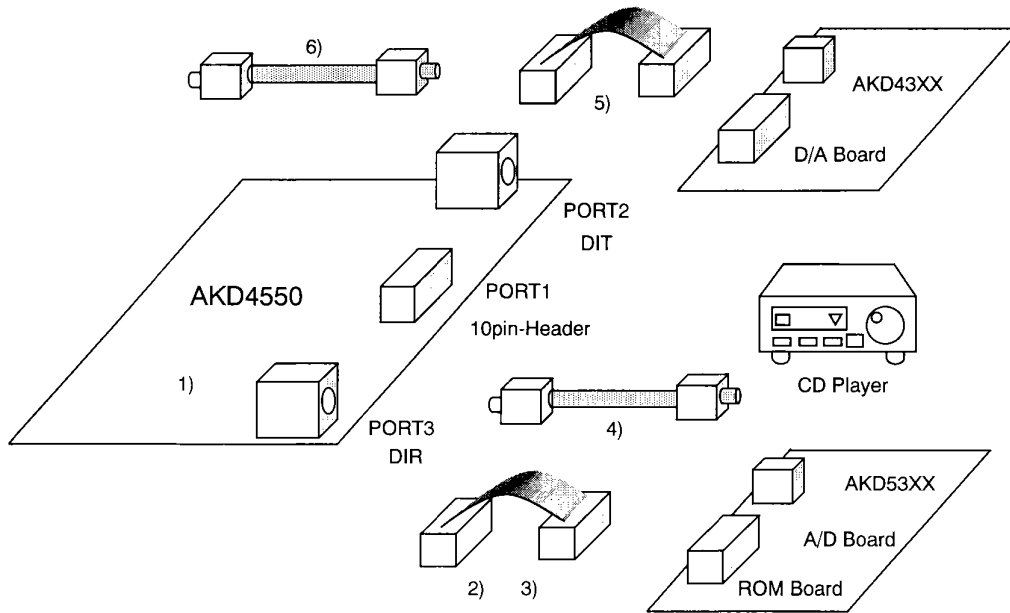 6)
5)
AKD43XX
D/A Board
PORT2
DIT
AKD4550
PORT1
10pin-Header
1)
PORT3
DIR
4)
CD Player
2)
3)
AKD53XX
A/D Board
ROM Board